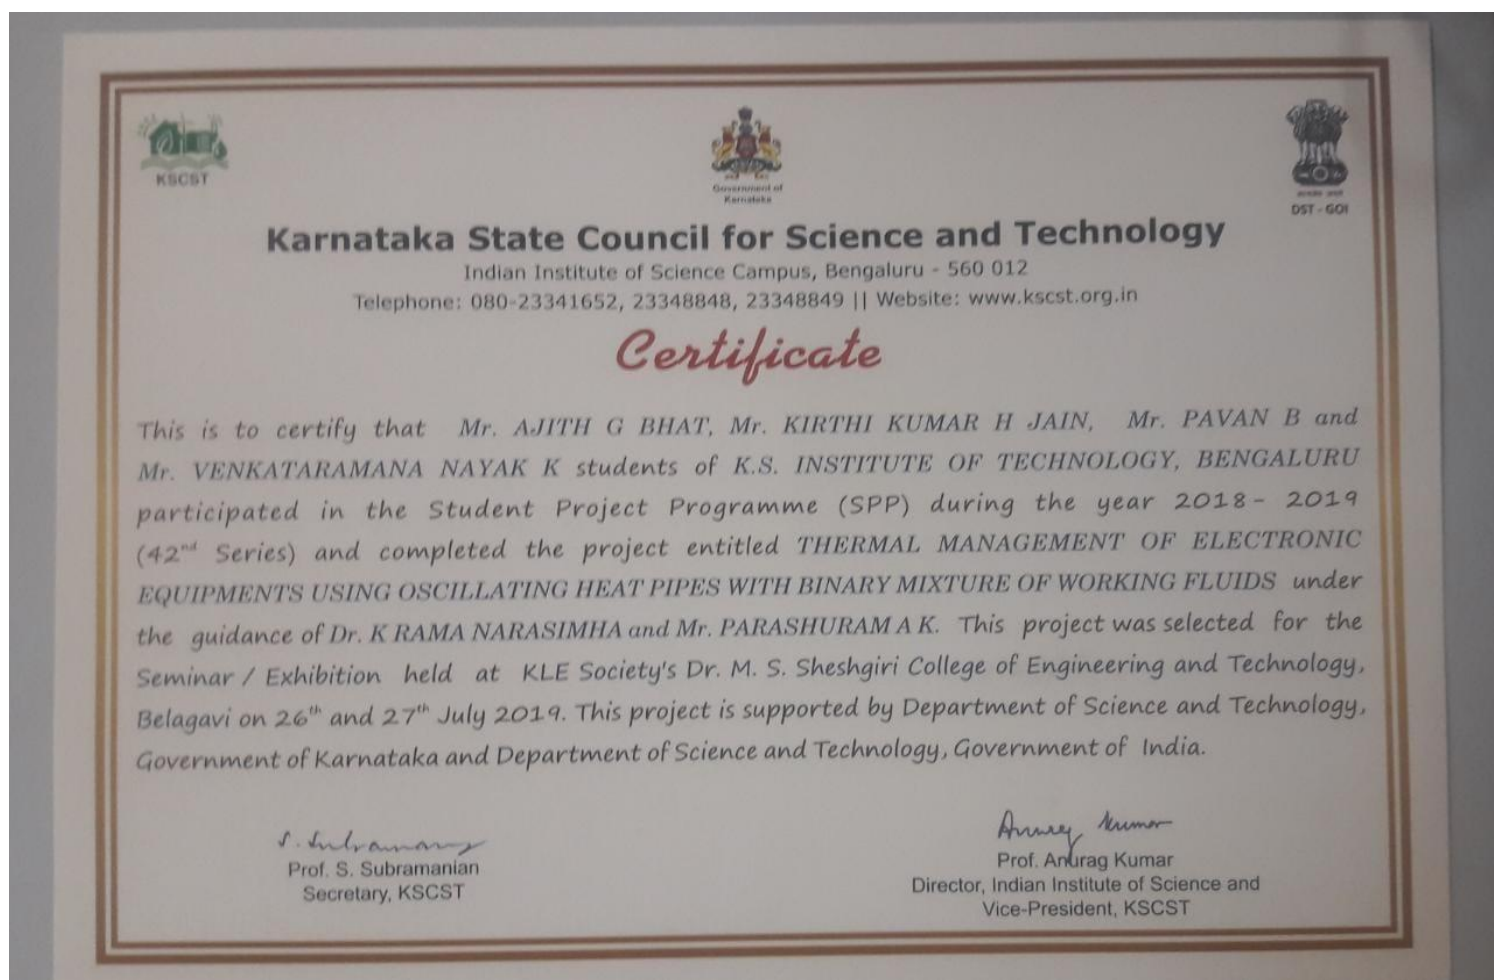 KSCST
Government of
Karnataka
DST - GOI
Karnataka State Council for Science and Technology
Indian Institute of Science Campus, Bengaluru - 560 012
Telephone: 080-23341652, 23348848, 23348849 || Website: www.kscst.org.in
Certificate
This is to certify that Mr. AJITH G BHAT, Mr. KIRTHI KUMAR H JAIN, Mr. PAVAN B and
Mr. VENKATARAMANA NAYAK K students of K.S. INSTITUTE OF TECHNOLOGY, BENGALURU
participated in the Student Project Programme (SPP) during the year 2018- 2019
(42nd Series) and completed the project entitled THERMAL MANAGEMENT OF ELECTRONIC
EQUIPMENTS USING OSCILLATING HEAT PIPES WITH BINARY MIXTURE OF WORKING FLUIDS under
the guidance of Dr. K RAMA NARASIMHA and Mr. PARASHURAM A K. This project was selected for the
Seminar / Exhibition held at KLE Society's Dr. M. S. Sheshgiri College of Engineering and Technology,
Belagavi on 26th and 27th July 2019. This project is supported by Department of Science and Technology,
Government of Karnataka and Department of Science and Technology, Government of India.
Prof. S. Subramanian
Secretary, KSCST
Anurag Kumar
Prof. Anurag Kumar
Director, Indian Institute of Science and
Vice-President, KSCST